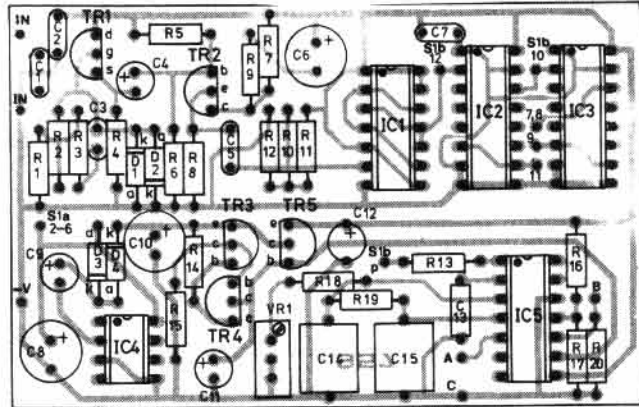 IN
C2
TR1
d
g
s
R5
C4
TR2
b
e
c
R9
R7
C6
C7
S1b
12
S1b
10
IC1
IC2
IC3
7,8
9
11
C1
IN
C3
R1
R2
R3
R4
k
a
D1
D2
a
k
R6
R8
C5
R12
R10
R11
S1a
2-6
d
k
C9
D3
D4
k
a
C10
R14
TR3
e
c
b
TR5
e
c
b
C12
S1b
P
R13
R16
B
-V
C8
IC4
R15
TR4
b
c
e
C11
VR1
R18
R19
C14
C15
C13
A
C
IC5
R17
R20